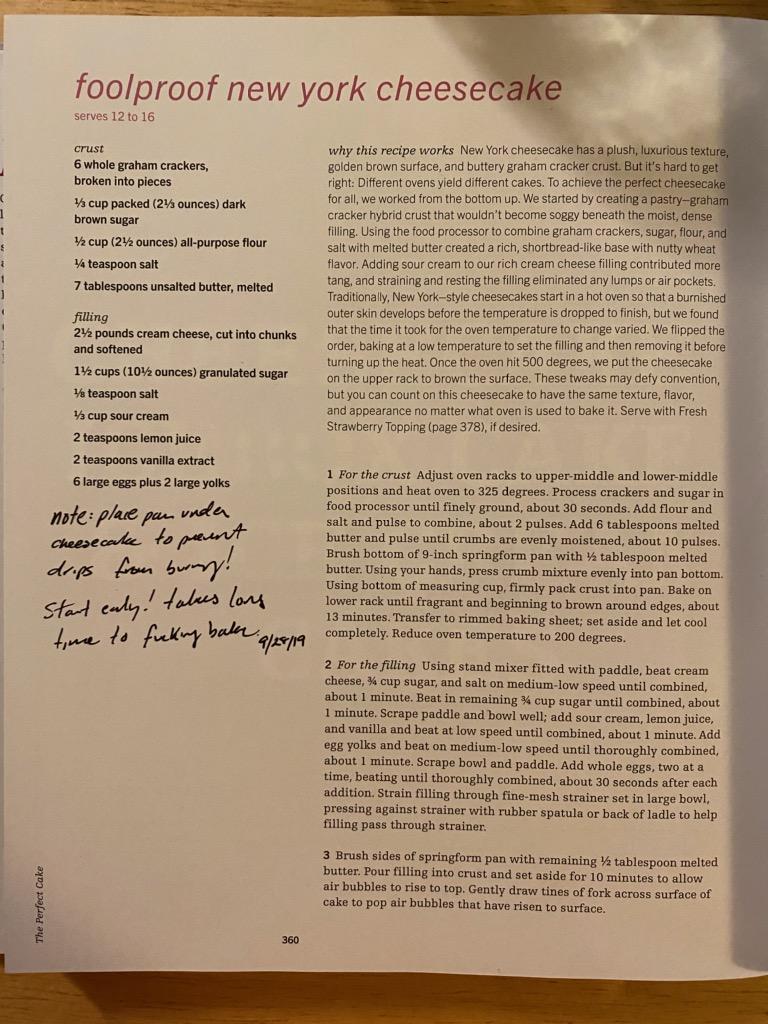 foolproof new york cheesecake
serves 12 to 16
crust
6 whole graham crackers,
broken into pieces
⅓ cup packed (2⅓ ounces) dark
brown sugar
½ cup (2½ ounces) all-purpose flour
¼ teaspoon salt
7 tablespoons unsalted butter, melted
filling
2½ pounds cream cheese, cut into chunks
and softened
1½ cups (10½ ounces) granulated sugar
⅛ teaspoon salt
⅓ cup sour cream
2 teaspoons lemon juice
2 teaspoons vanilla extract
6 large eggs plus 2 large yolks
note: place pan under
cheesecake to prevent
drips from burning!
Start early! takes long
time to fucking bake. 9/28/19
why this recipe works New York cheesecake has a plush, luxurious texture,
golden brown surface, and buttery graham cracker crust. But it's hard to get
right: Different ovens yield different cakes. To achieve the perfect cheesecake
for all, we worked from the bottom up. We started by creating a pastry–graham
cracker hybrid crust that wouldn't become soggy beneath the moist, dense
filling. Using the food processor to combine graham crackers, sugar, flour, and
salt with melted butter created a rich, shortbread-like base with nutty wheat
flavor. Adding sour cream to our rich cream cheese filling contributed more
tang, and straining and resting the filling eliminated any lumps or air pockets.
Traditionally, New York–style cheesecakes start in a hot oven so that a burnished
outer skin develops before the temperature is dropped to finish, but we found
that the time it took for the oven temperature to change varied. We flipped the
order, baking at a low temperature to set the filling and then removing it before
turning up the heat. Once the oven hit 500 degrees, we put the cheesecake
on the upper rack to brown the surface. These tweaks may defy convention,
but you can count on this cheesecake to have the same texture, flavor,
and appearance no matter what oven is used to bake it. Serve with Fresh
Strawberry Topping (page 378), if desired.
1 For the crust Adjust oven racks to upper-middle and lower-middle
positions and heat oven to 325 degrees. Process crackers and sugar in
food processor until finely ground, about 30 seconds. Add flour and
salt and pulse to combine, about 2 pulses. Add 6 tablespoons melted
butter and pulse until crumbs are evenly moistened, about 10 pulses.
Brush bottom of 9-inch springform pan with ½ tablespoon melted
butter. Using your hands, press crumb mixture evenly into pan bottom.
Using bottom of measuring cup, firmly pack crust into pan. Bake on
lower rack until fragrant and beginning to brown around edges, about
13 minutes. Transfer to rimmed baking sheet; set aside and let cool
completely. Reduce oven temperature to 200 degrees.
2 For the filling Using stand mixer fitted with paddle, beat cream
cheese, ¾ cup sugar, and salt on medium-low speed until combined,
about 1 minute. Beat in remaining ¾ cup sugar until combined, about
1 minute. Scrape paddle and bowl well; add sour cream, lemon juice,
and vanilla and beat at low speed until combined, about 1 minute. Add
egg yolks and beat on medium-low speed until thoroughly combined,
about 1 minute. Scrape bowl and paddle. Add whole eggs, two at a
time, beating until thoroughly combined, about 30 seconds after each
addition. Strain filling through fine-mesh strainer set in large bowl,
pressing against strainer with rubber spatula or back of ladle to help
filling pass through strainer.
3 Brush sides of springform pan with remaining ½ tablespoon melted
butter. Pour filling into crust and set aside for 10 minutes to allow
air bubbles to rise to top. Gently draw tines of fork across surface of
cake to pop air bubbles that have risen to surface.
The Perfect Cake
360